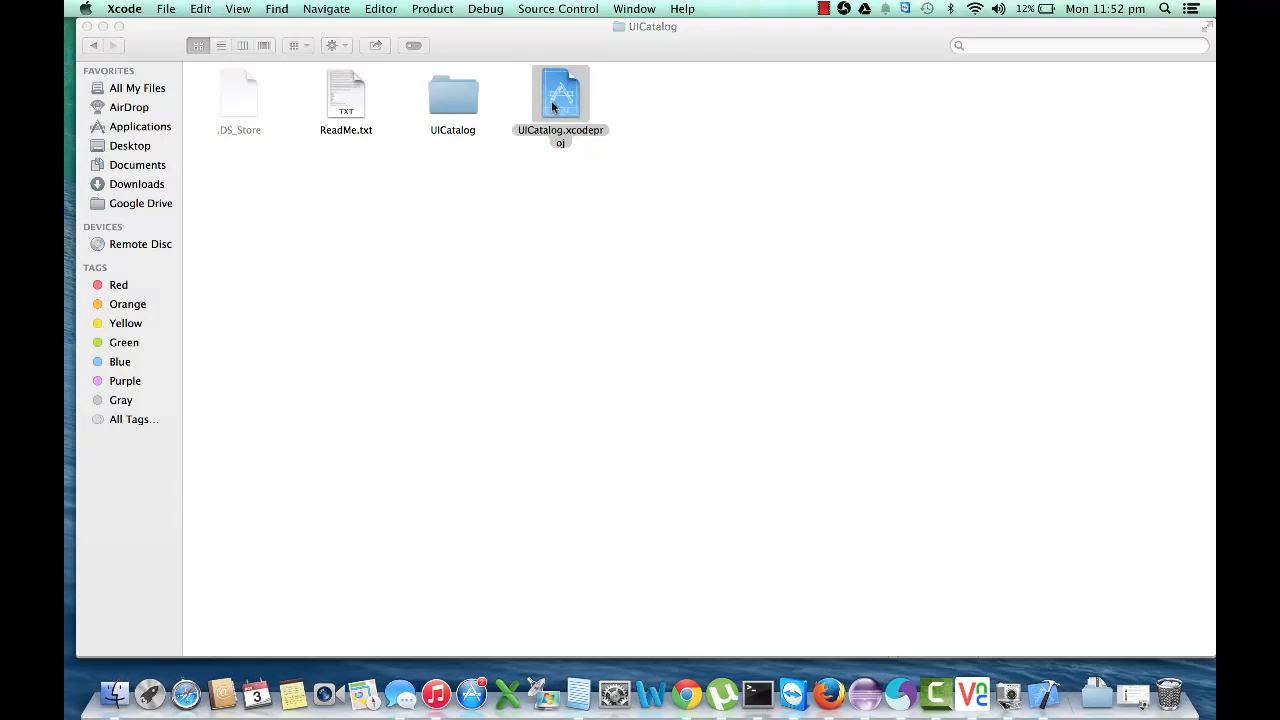 Xcode File Edit View Find Navigate Editor Product Debug Source Control Window Help 12% Mon 11:52 pm
UICatalog
FAVORITES
All My Files
AirDrop
Applications
Desktop
Documents
Downloads
Google Drive
DEVICES
Remote Disc
TAGS
Red
Orange
Yellow
Green
Blue
Purple
Gray
All Tags...
TXT
.DS_Store ReadMe.txt UICatalog UICatalog.xcodepr
oj
3
2